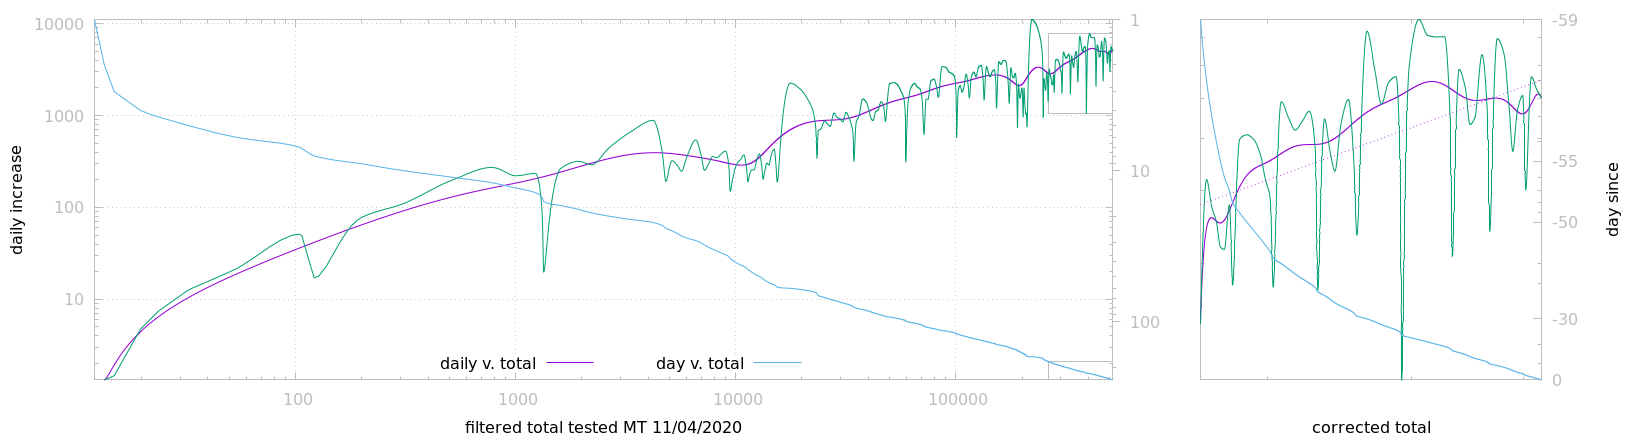 10000
1000
100
10
daily increase
100
1000
10000
100000
filtered total tested MT 11/04/2020
daily v. total
day v. total
1
10
100
-59
-55
-50
-30
0
day since
corrected total